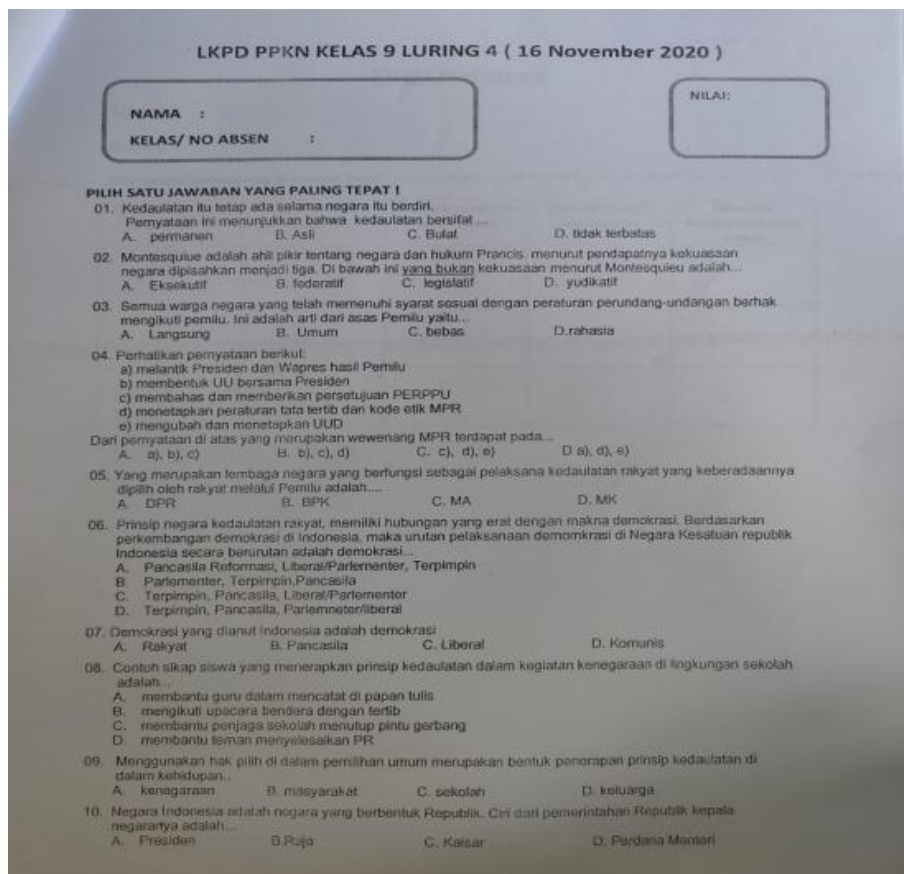 LKPD PPKN KELAS 9 LURING 4 ( 16 November 2020 )
NILAI:
NAMA :
KELAS/ NO ABSEN :
PILIH SATU JAWABAN YANG PALING TEPAT !
01. Kedaulatan itu tetap ada selama negara itu berdiri.
Pernyataan ini menunjukkan bahwa kedaulatan bersifat ...
A. permanen B. Asli C. Bulat D. tidak terbatas
02. Montesquiue adalah ahli pikir tentang negara dan hukum Prancis, menurut pendapatnya kekuasaan
negara dipisahkan menjadi tiga. Di bawah ini yang bukan kekuasaan menurut Montesquieu adalah...
A. Eksekutif B. federatif C. legislatif D. yudikatif
03. Semua warga negara yang telah memenuhi syarat sesuai dengan peraturan perundang-undangan berhak
mengikuti pemilu. Ini adalah arti dari asas Pemilu yaitu...
A. Langsung B. Umum C. bebas D.rahasia
04. Perhatikan pernyataan berikut:
a) melantik Presiden dan Wapres hasil Pemilu
b) membentuk UU bersama Presiden
c) membahas dan memberikan persetujuan PERPPU
d) menetapkan peraturan tata tertib dan kode etik MPR
e) mengubah dan menetapkan UUD
Dari pernyataan di atas yang merupakan wewenang MPR terdapat pada...
A. a), b), c) B. b), c), d) C. c), d), e) D a), d), e)
05. Yang merupakan lembaga negara yang berfungsi sebagai pelaksana kedaulatan rakyat yang keberadaannya
dipilih oleh rakyat melalui Pemilu adalah....
A. DPR B. BPK C. MA D. MK
06. Prinsip negara kedaulatan rakyat, memiliki hubungan yang erat dengan makna demokrasi. Berdasarkan
perkembangan demokrasi di Indonesia, maka urutan pelaksanaan demomkrasi di Negara Kesatuan republik
Indonesia secara berurutan adalah demokrasi...
A. Pancasila Reformasi, Liberal/Parlementer, Terpimpin
B. Parlementer, Terpimpin,Pancasila
C. Terpimpin, Pancasila, Liberal/Parlementer
D. Terpimpin, Pancasila, Parlemneter/liberal
07. Demokrasi yang dianut Indonesia adalah demokrasi
A. Rakyat B. Pancasila C. Liberal D. Komunis
08. Contoh sikap siswa yang menerapkan prinsip kedaulatan dalam kegiatan kenegaraan di lingkungan sekolah
adalah...
A. membantu guru dalam mencatat di papan tulis
B. mengikuti upacara bendera dengan tertib
C. membantu penjaga sekolah menutup pintu gerbang
D. membantu teman menyelesaikan PR
09. Menggunakan hak pilih di dalam pemilihan umum merupakan bentuk penerapan prinsip kedaulatan di
dalam kehidupan..
A. kenegaraan B. masyarakat C. sekolah D. keluarga
10. Negara Indonesia adalah negara yang berbentuk Republik. Ciri dari pemerintahan Republik kepala
negaranya adalah...
A. Presiden B.Raja C. Kaisar D. Perdana Menteri